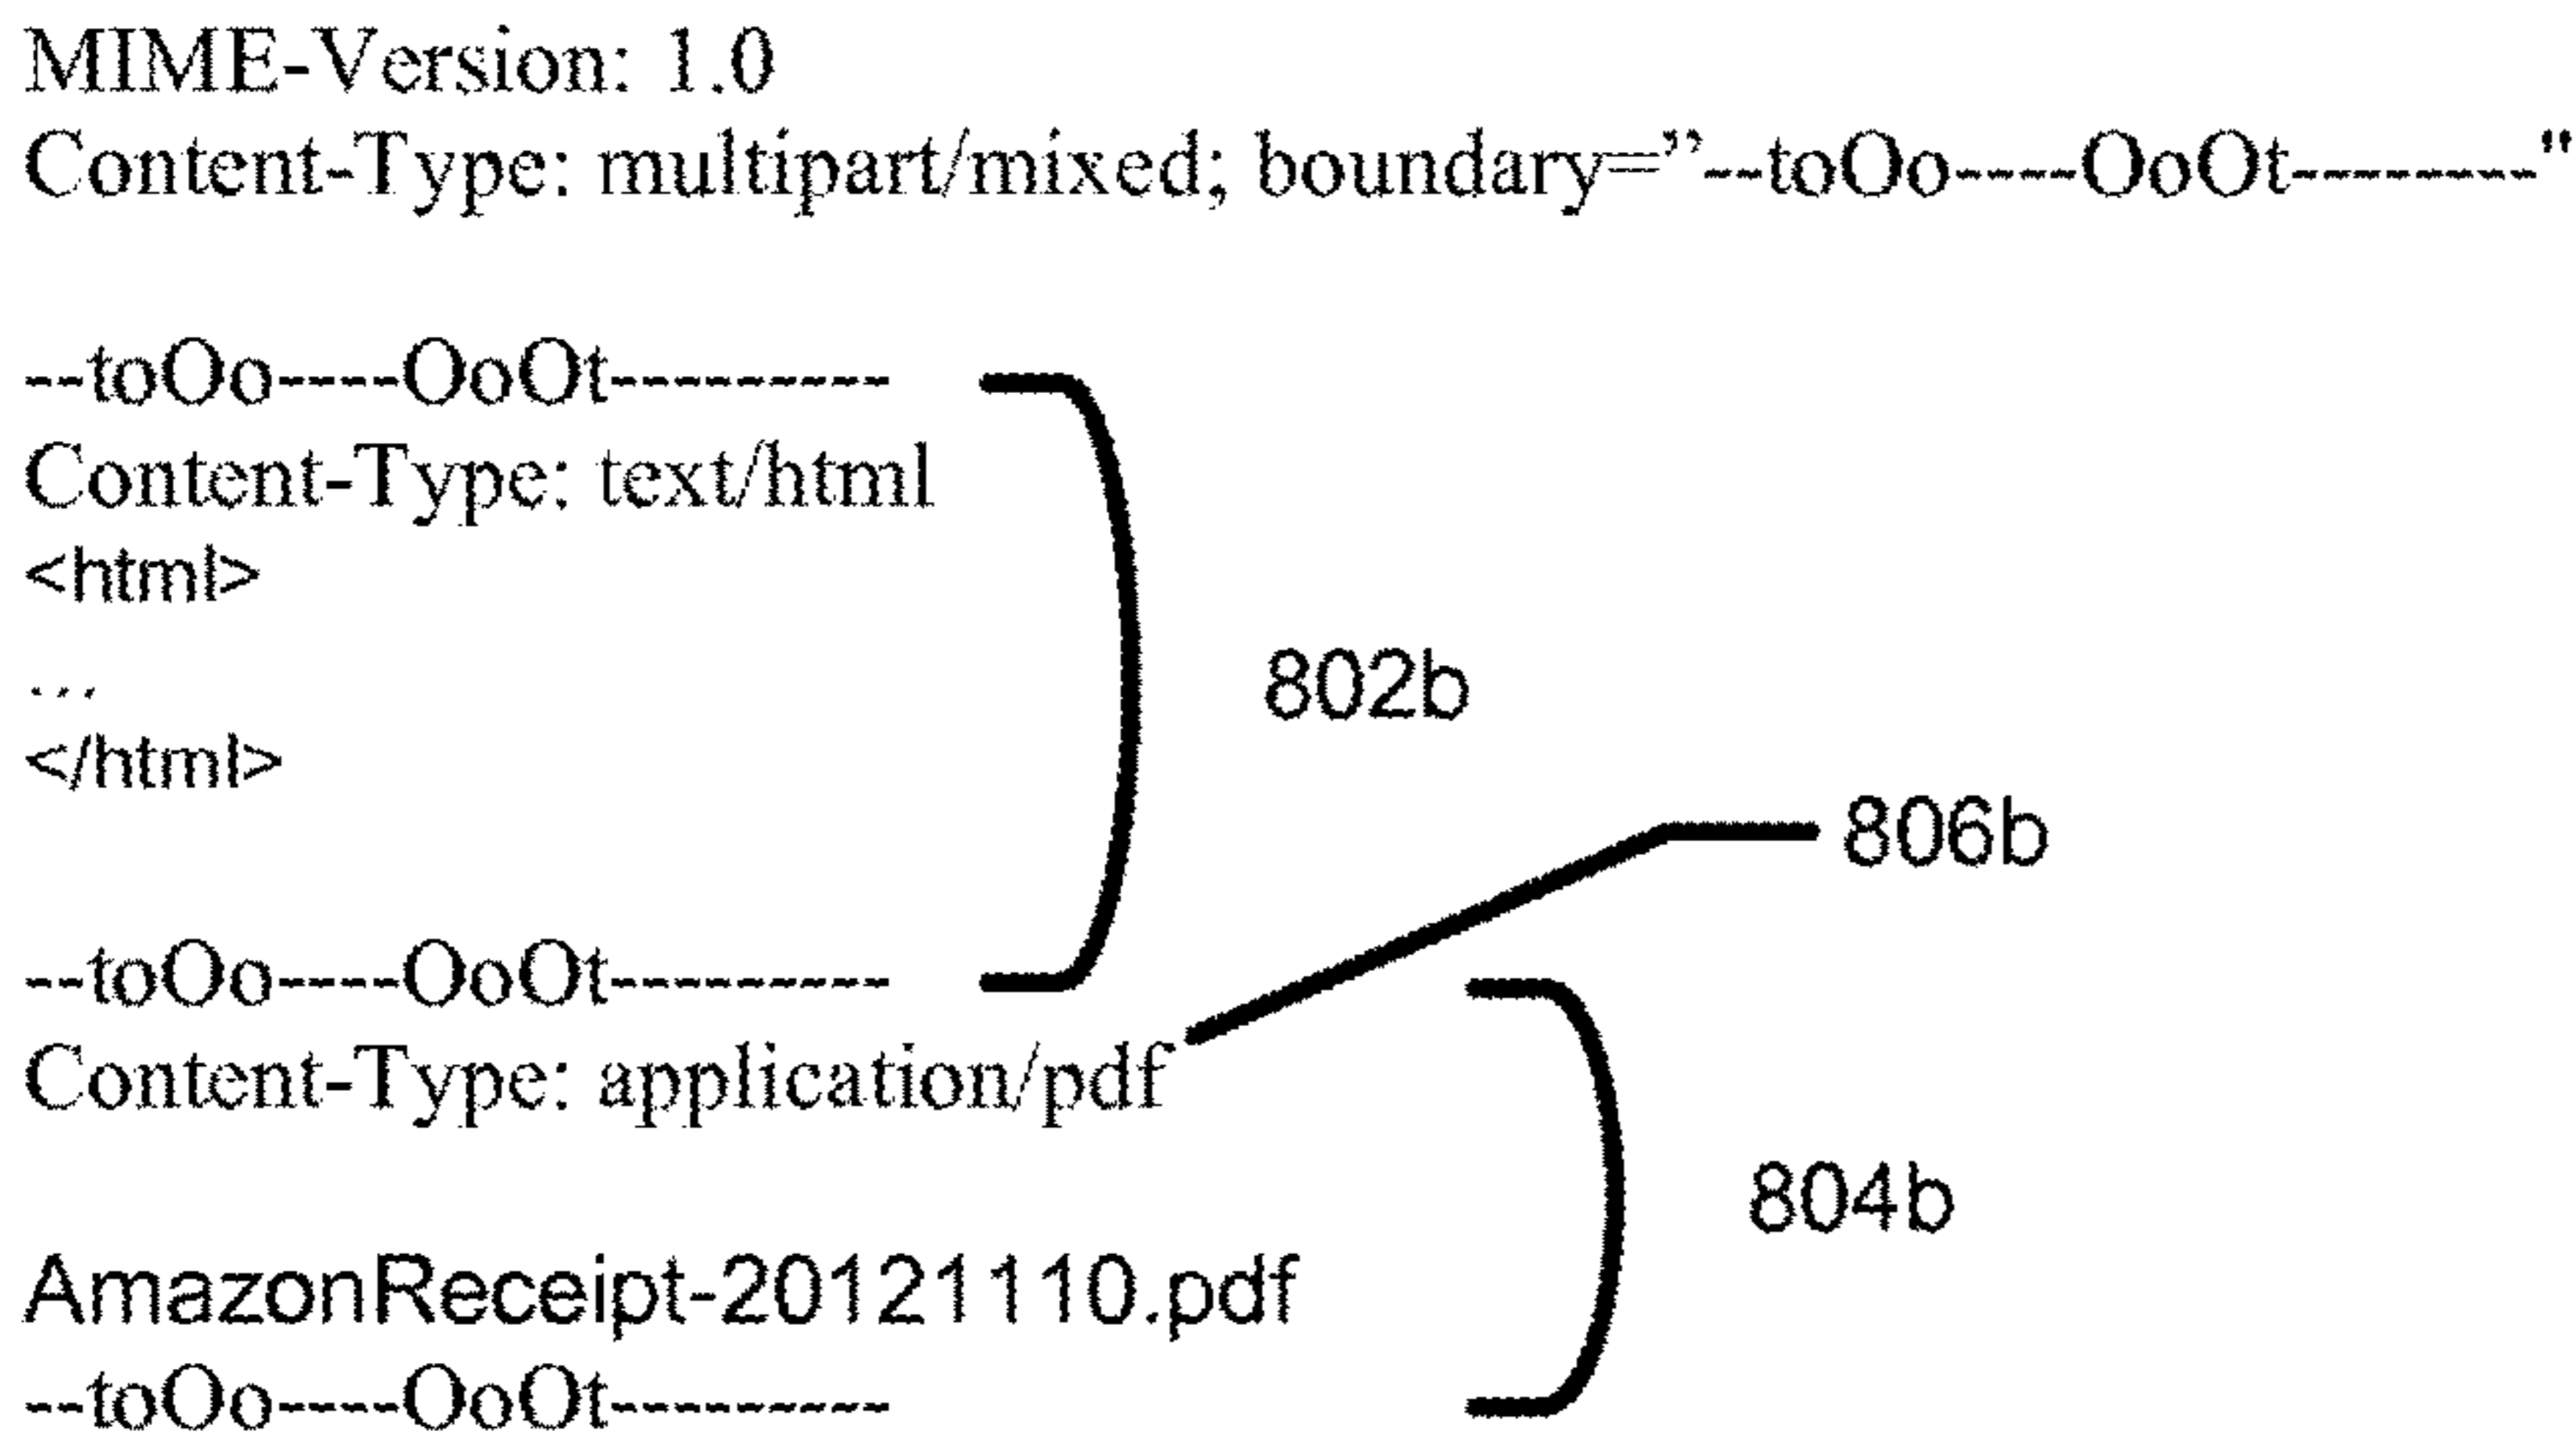 MIME-Version: 1.0
Content-Type: multipart/mixed; boundary=”--toOo----OoOt--------"
--toOo----OoOt---------
Content-Type: text/html
<html>
...
</html>
802b
806b
--toOo----OoOt---------
Content-Type: application/pdf
804b
AmazonReceipt-20121110.pdf
--toOo----OoOt---------